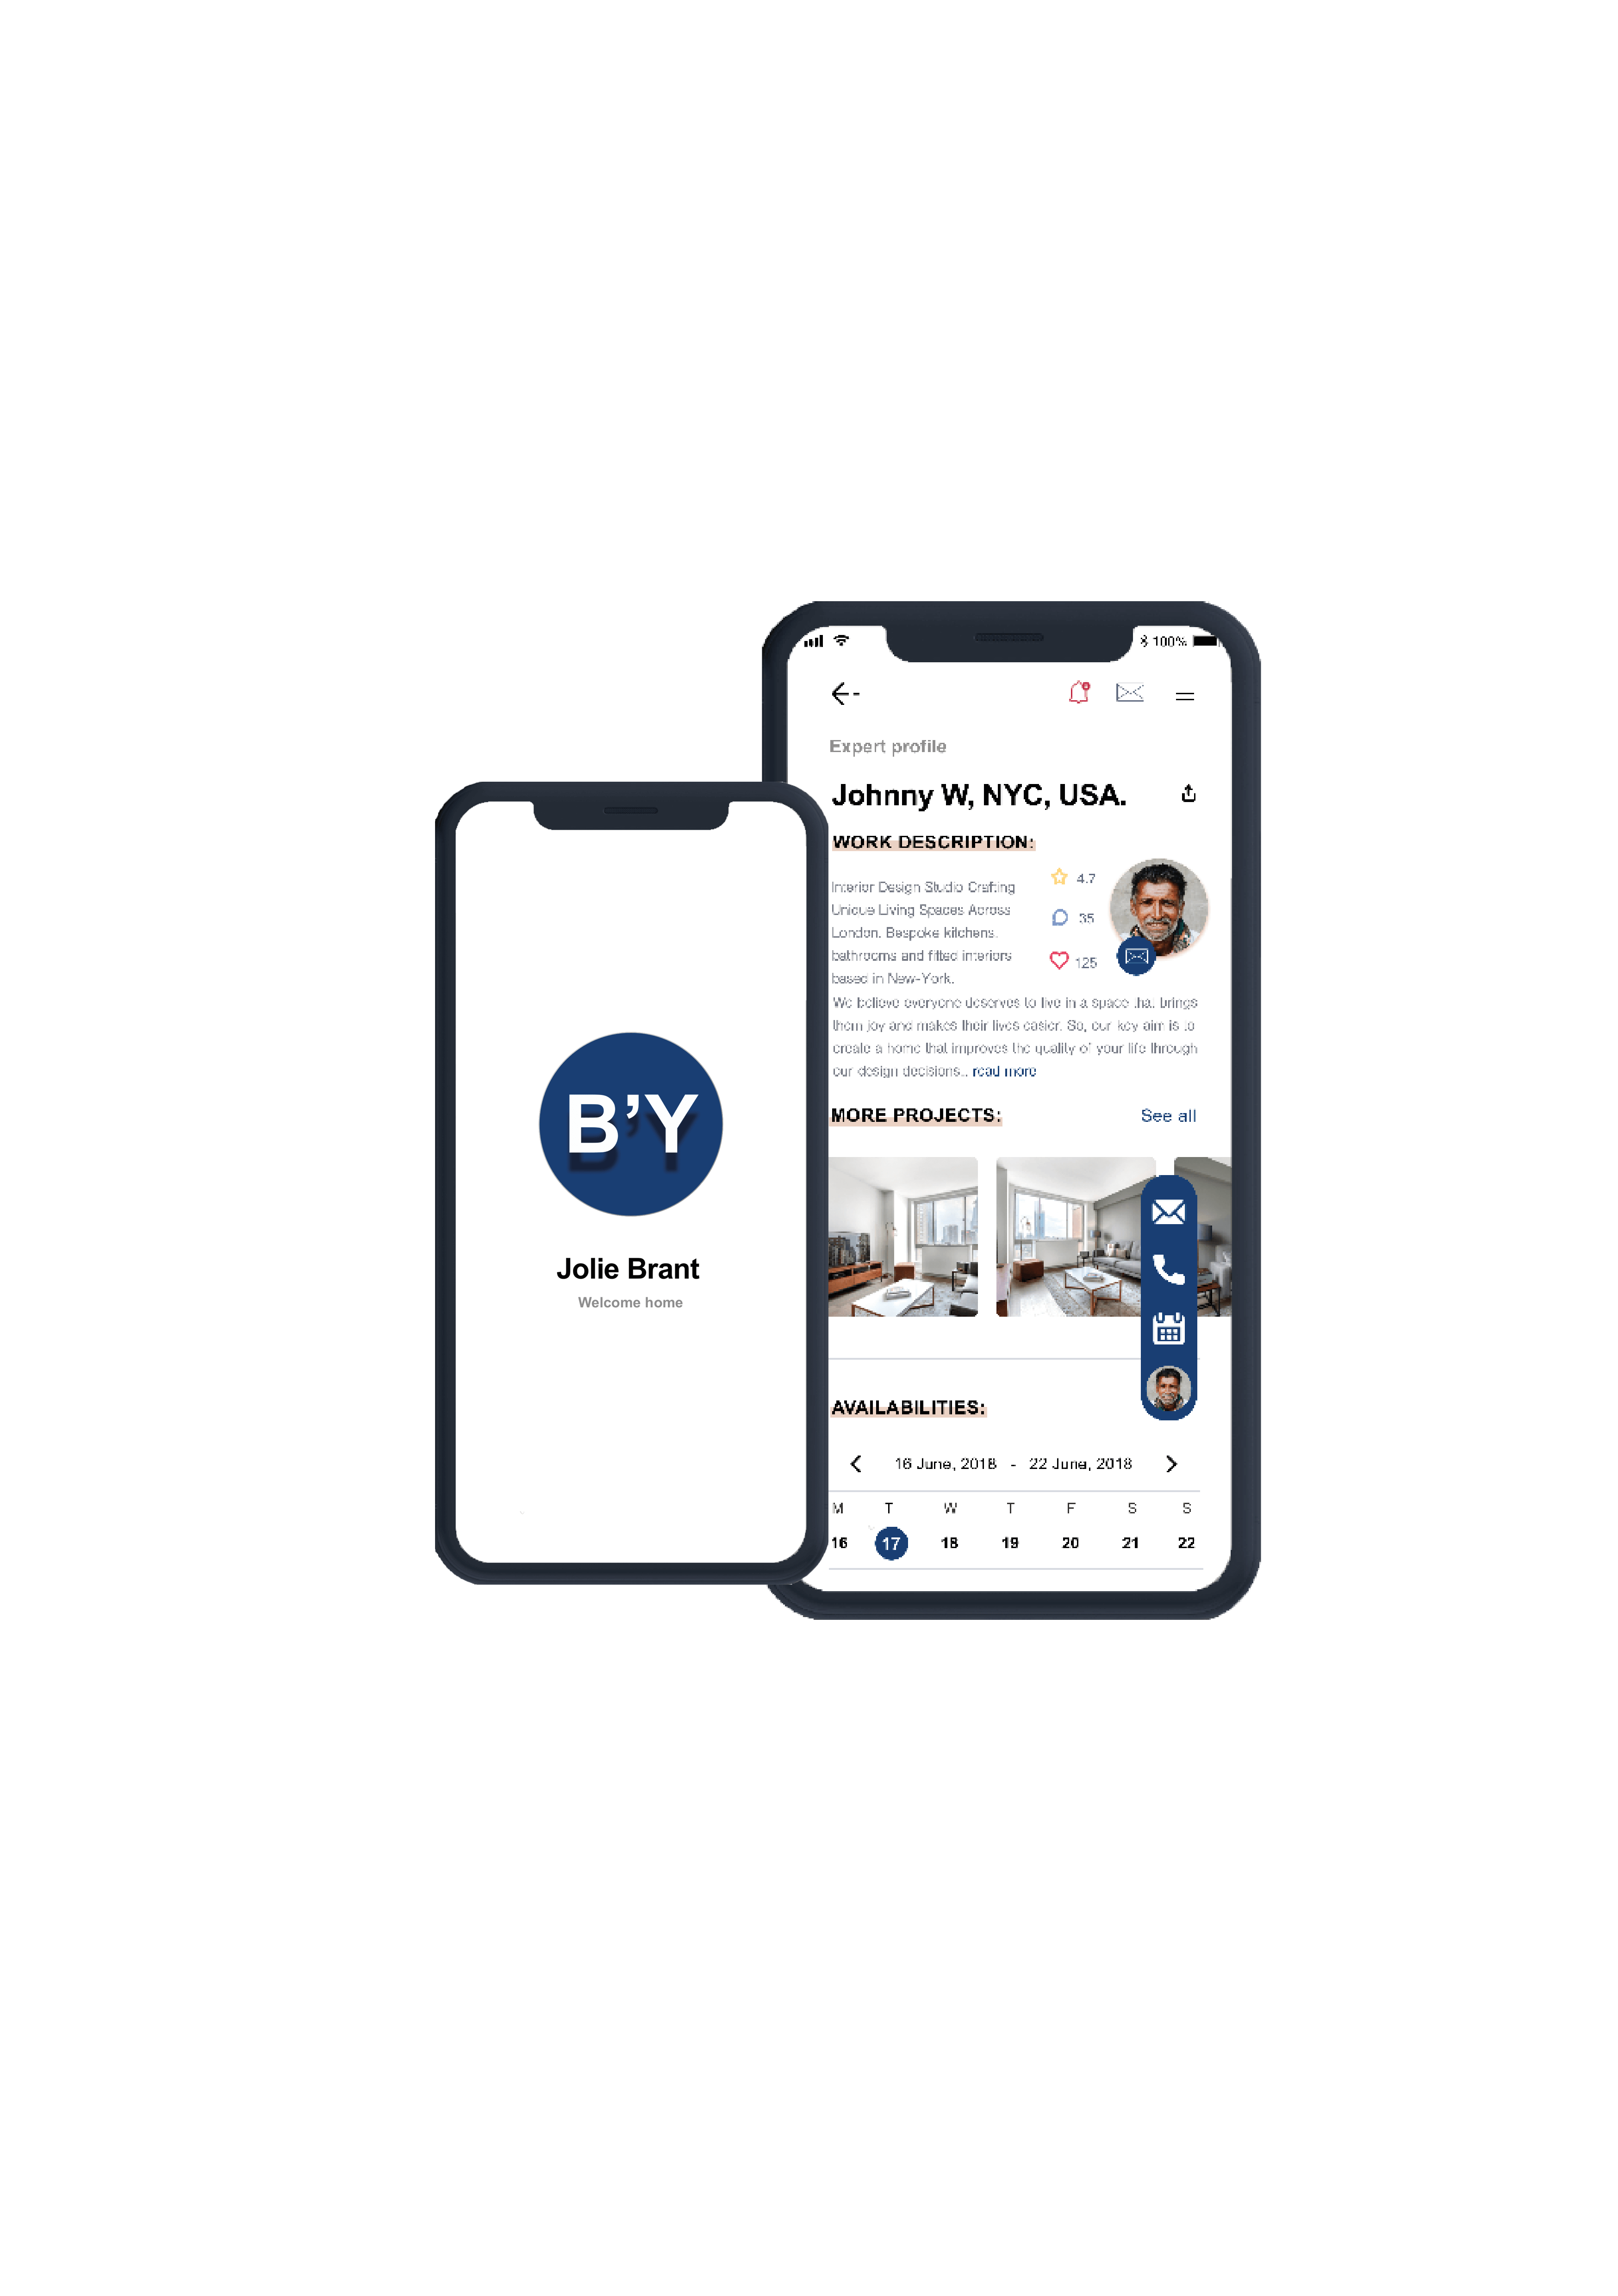 B’Y
Jolie Brant
Welcome home
100%
Expert profile
Johnny W, NYC, USA.
WORK DESCRIPTION:
Interior Design Studio Crafting
Unique Living Spaces Across
London. Bespoke kitchens,
bathrooms and fitted interiors
based in New-York.
4.7
35
125
We believe everyone deserves to live in a space that brings
them joy and makes their lives easier. So, our key aim is to
create a home that improves the quality of your life through
our design decisions.. read more
MORE PROJECTS:
See all
AVAILABILITIES:
16 June, 2018 - 22 June, 2018
M T W T F S S
16 17 18 19 20 21 22